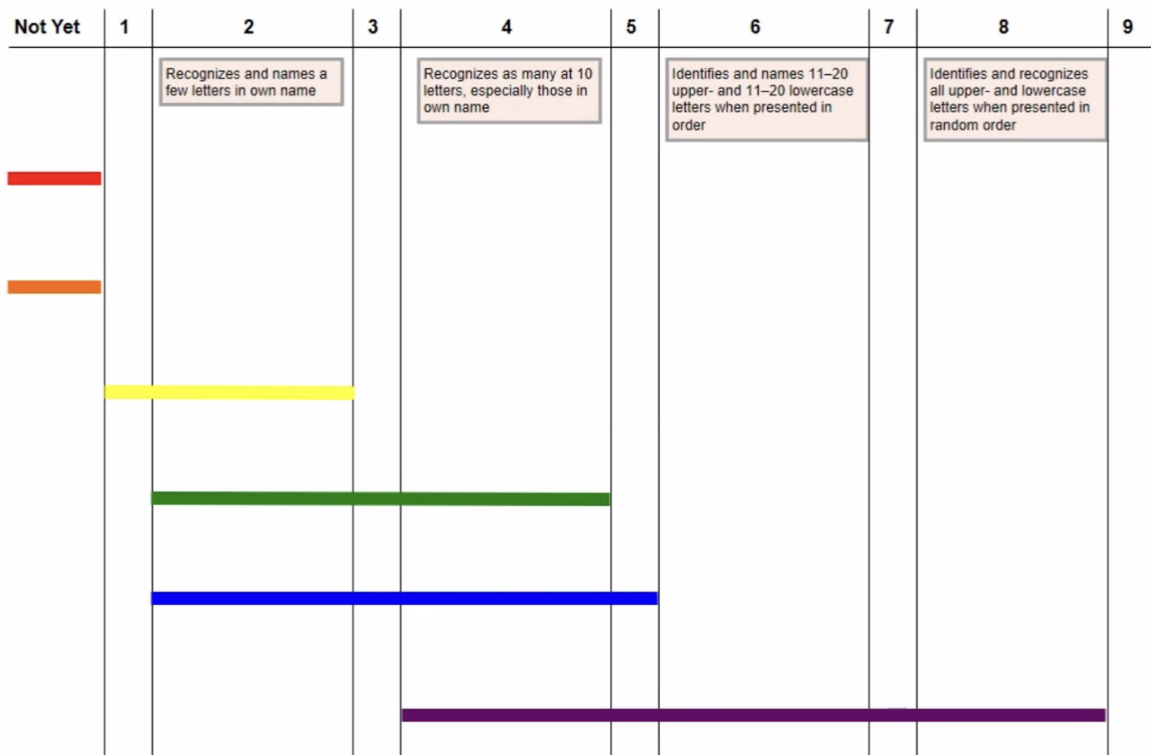 Not Yet 1 2 3 4 5 6 7 8 9
Recognizes and names a
few letters in own name
Recognizes as many at 10
letters, especially those in
own name
Identifies and names 11–20
upper- and 11–20 lowercase
letters when presented in
order
Identifies and recognizes
all upper- and lowercase
letters when presented in
random order